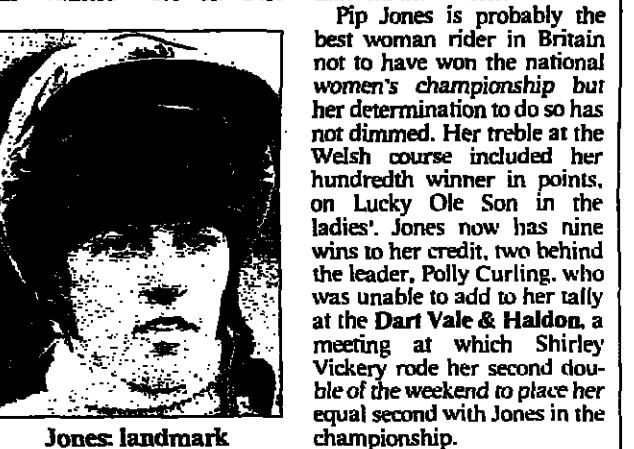 Pip Jones is probably the
best woman rider in Britain
not to have won the national
women's championship but
her determination to do so has
not dimmed. Her treble at the
Welsh course included her
hundredth winner in points,
on Lucky Ole Son in the
ladies'. Jones now has nine
wins to her credit, two behind
the leader, Polly Curling, who
was unable to add to her tally
at the Dart Vale & Haldon, a
meeting at which Shirley
Vickery rode her second dou-
ble of the weekend to place her
equal second with Jones in the
championship.
Jones: landmark